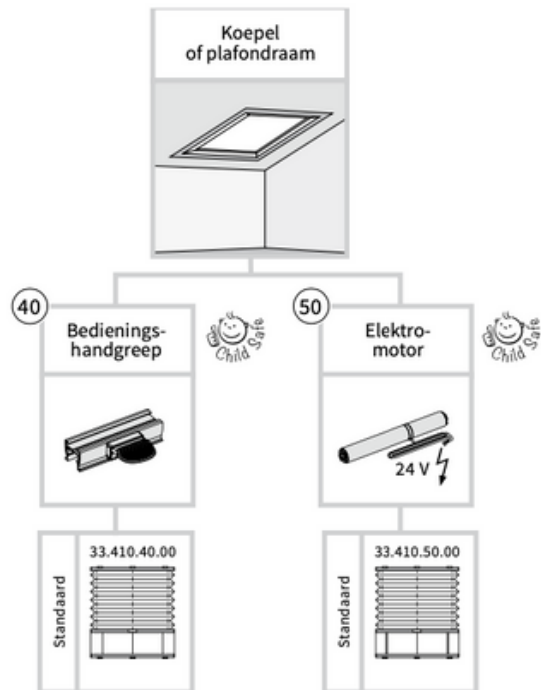 Koepel
of plafondraam
40
Bedienings-
handgreep
Child Safe
50
Elektro-
motor
Child Safe
24 V
Standaard
33.410.40.00
Standaard
33.410.50.00